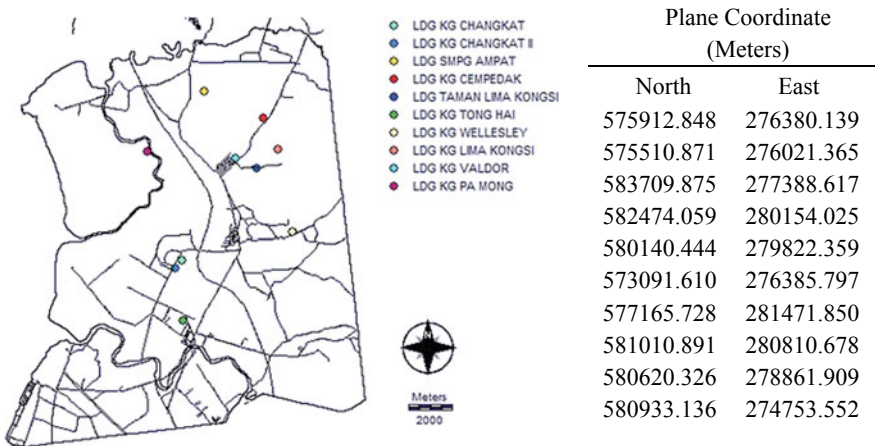 LDG KG CHANGKAT
LDG KG CHANGKAT II
LDG SMPG AMPAT
LDG KG CEMPEDAK
LDG TAMAN LIMA KONGSI
LDG KG TONG HAI
LDG KG WELLESLEY
LDG KG LIMA KONGSI
LDG KG VALDOR
LDG KG PA MONG
Meters
2000
Plane Coordinate
(Meters)
North East
575912.848 276380.139
575510.871 276021.365
583709.875 277388.617
582474.059 280154.025
580140.444 279822.359
573091.610 276385.797
577165.728 281471.850
581010.891 280810.678
580620.326 278861.909
580933.136 274753.552